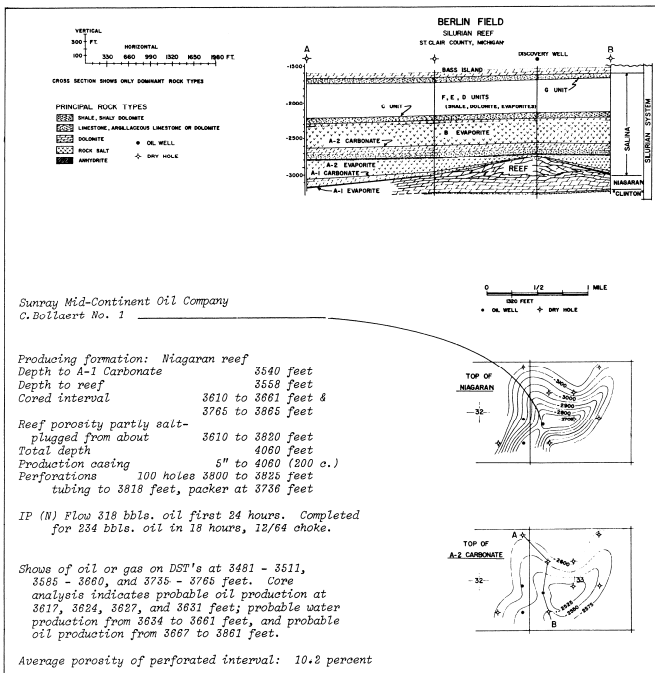 BERLIN FIELD
SILURIAN REEF
ST. CLAIR COUNTY, MICHIGAN
VERTICAL
300 FT.
100
HORIZONTAL
330 660 990 1320 1650 1980 FT.
CROSS SECTION SHOWS ONLY DOMINANT ROCK TYPES
PRINCIPAL ROCK TYPES
SHALE, SHALY DOLOMITE
LIMESTONE, ARGILLACEOUS LIMESTONE OR DOLOMITE
DOLOMITE
ROCK SALT
ANHYDRITE
OIL WELL
DRY HOLE
A
DISCOVERY WELL
B
-1500
-2000
-2500
-3000
BASS ISLAND
G UNIT
F, E, D UNITS
(SHALE, DOLOMITE, EVAPORITES)
C UNIT
B EVAPORITE
A-2 CARBONATE
A-2 EVAPORITE
A-1 CARBONATE
REEF
A-1 EVAPORITE
SALINA
NIAGARAN
CLINTON
SILURIAN SYSTEM
Sunray Mid-Continent Oil Company
C. Bollaert No. 1
0 1/2 1 MILE
1320 FEET
OIL WELL DRY HOLE
Producing formation: Niagaran reef
Depth to A-1 Carbonate 3540 feet
Depth to reef 3558 feet
Cored interval 3610 to 3661 feet &
3765 to 3865 feet
Reef porosity partly salt-
plugged from about 3610 to 3820 feet
Total depth 4060 feet
Production casing 5" to 4060 (200 c.)
Perforations 100 holes 3800 to 3825 feet
tubing to 3818 feet, packer at 3736 feet
TOP OF
NIAGARAN
32
-3100
-3000
-2900
-2800
IP (N) Flow 318 bbls. oil first 24 hours. Completed
for 234 bbls. oil in 18 hours, 12/64 choke.
Shows of oil or gas on DST's at 3481 - 3511,
3585 - 3660, and 3735 - 3765 feet. Core
analysis indicates probable oil production at
3617, 3624, 3627, and 3631 feet; probable water
production from 3634 to 3661 feet, and probable
oil production from 3667 to 3861 feet.
Average porosity of perforated interval: 10.2 percent
TOP OF
A-2 CARBONATE
A
-2600
32
33
-2525
-2550
-2575
B